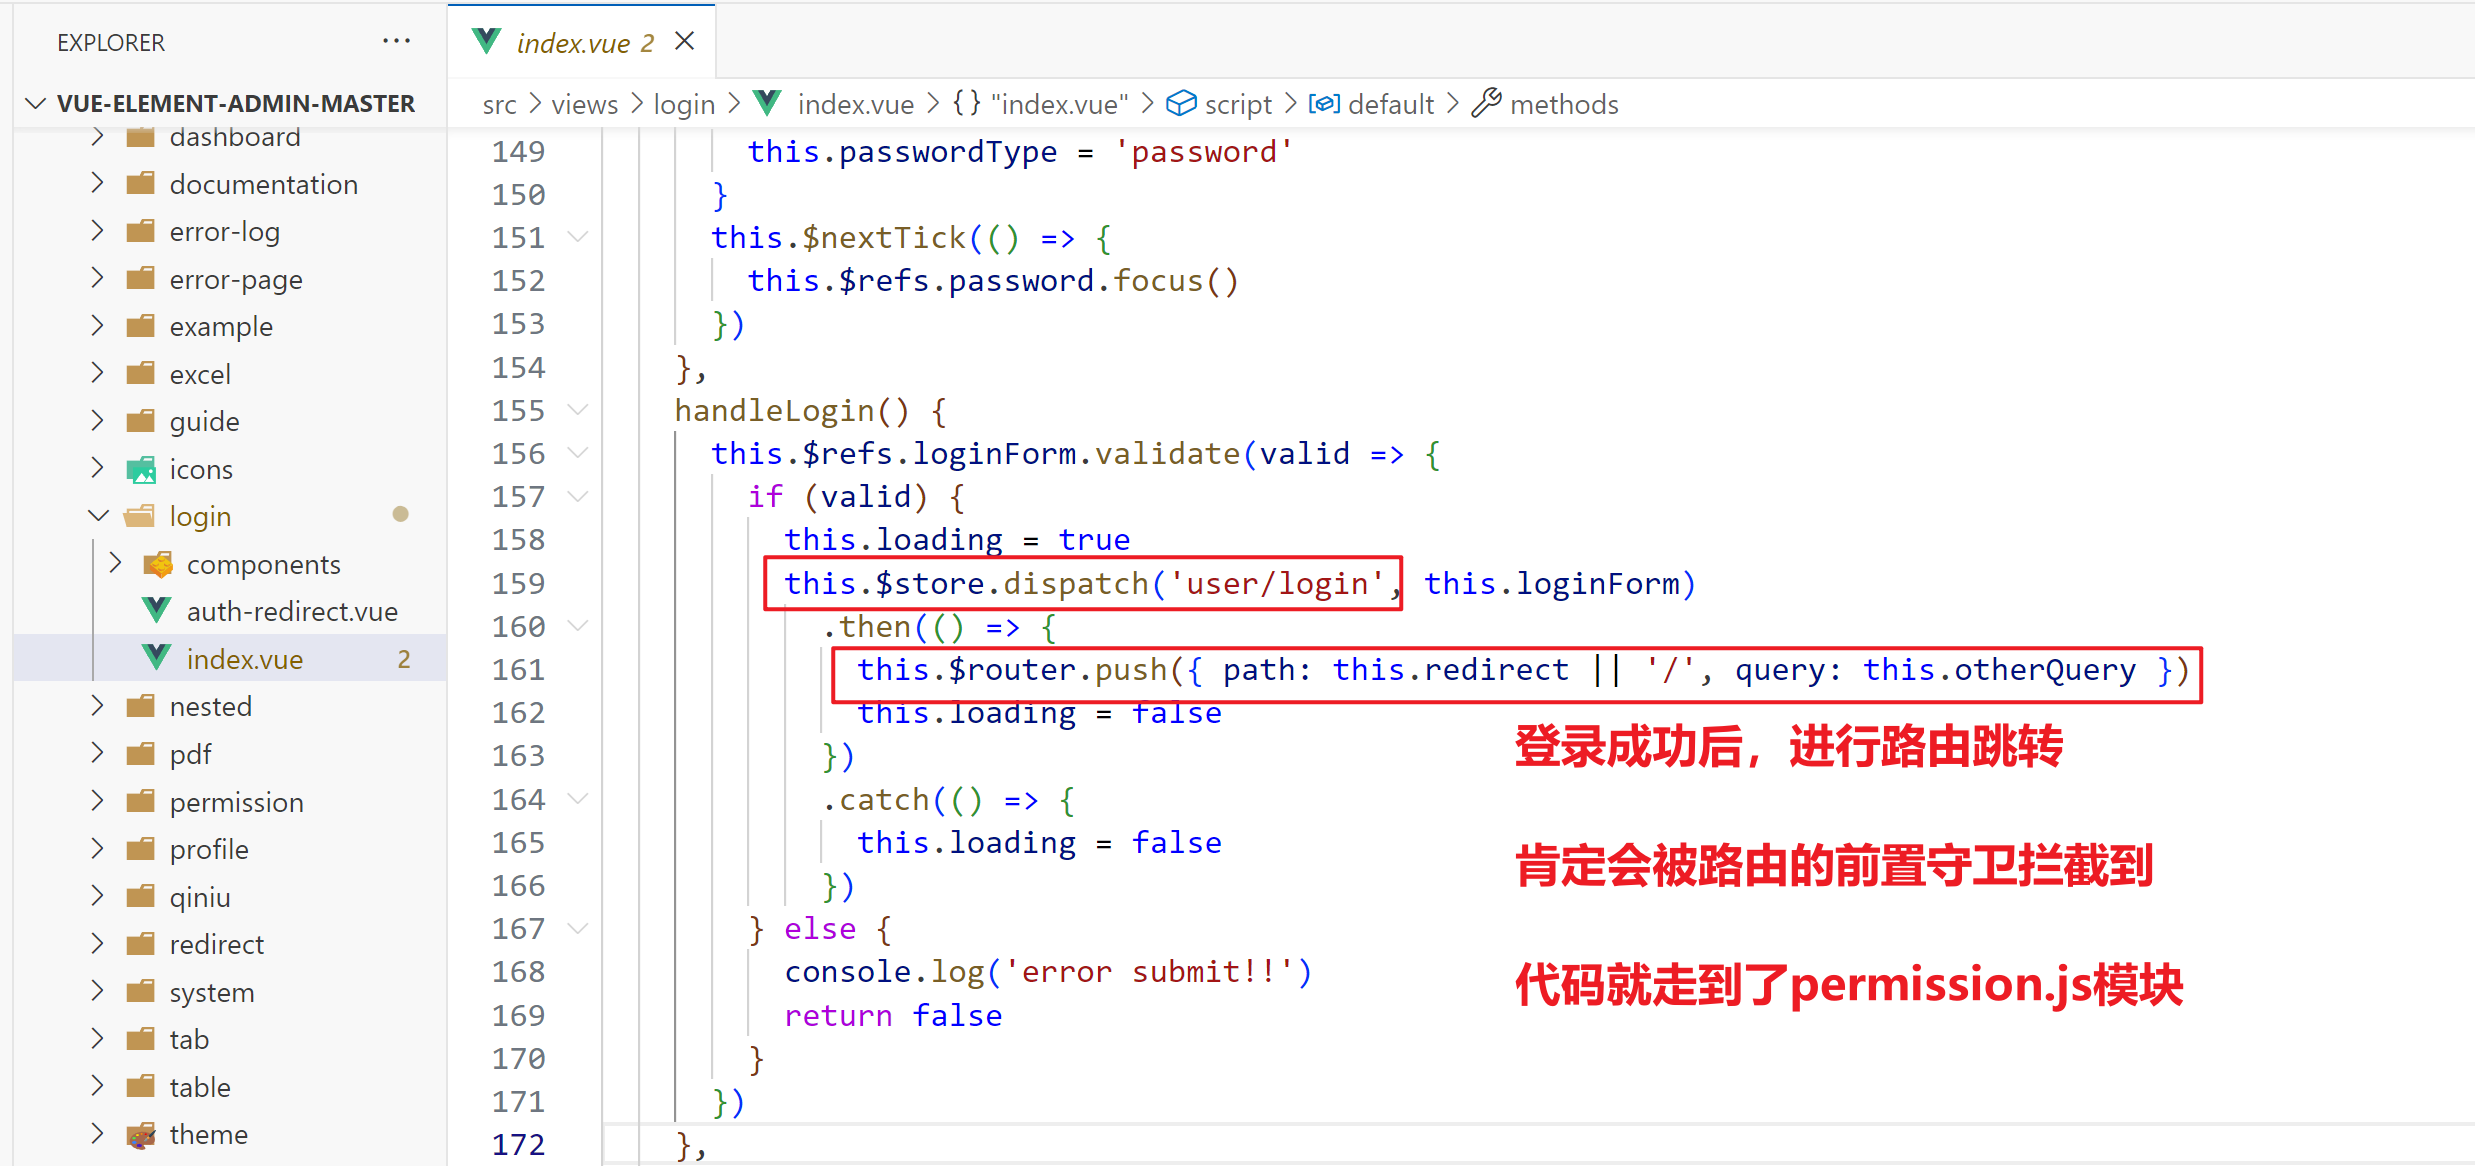 EXPLORER
···
VUE-ELEMENT-ADMIN-MASTER
dashboard
documentation
error-log
error-page
example
excel
guide
icons
login
components
auth-redirect.vue
index.vue 2
nested
pdf
permission
profile
qiniu
redirect
system
tab
table
theme
index.vue 2
src > views > login > index.vue > {} "index.vue" > script > default > methods
149 this.passwordType = 'password'
150 }
151 this.$nextTick(() => {
152 this.$refs.password.focus()
153 })
154 },
155 handleLogin() {
156 this.$refs.loginForm.validate(valid => {
157 if (valid) {
158 this.loading = true
159 this.$store.dispatch('user/login', this.loginForm)
160 .then(() => {
161 this.$router.push({ path: this.redirect || '/', query: this.otherQuery })
162 this.loading = false
163 })
164 .catch(() => {
165 this.loading = false
166 })
167 } else {
168 console.log('error submit!!')
169 return false
170 }
171 })
172 },
登录成功后，进行路由跳转
肯定会被路由的前置守卫拦截到
代码就走到了permission.js模块